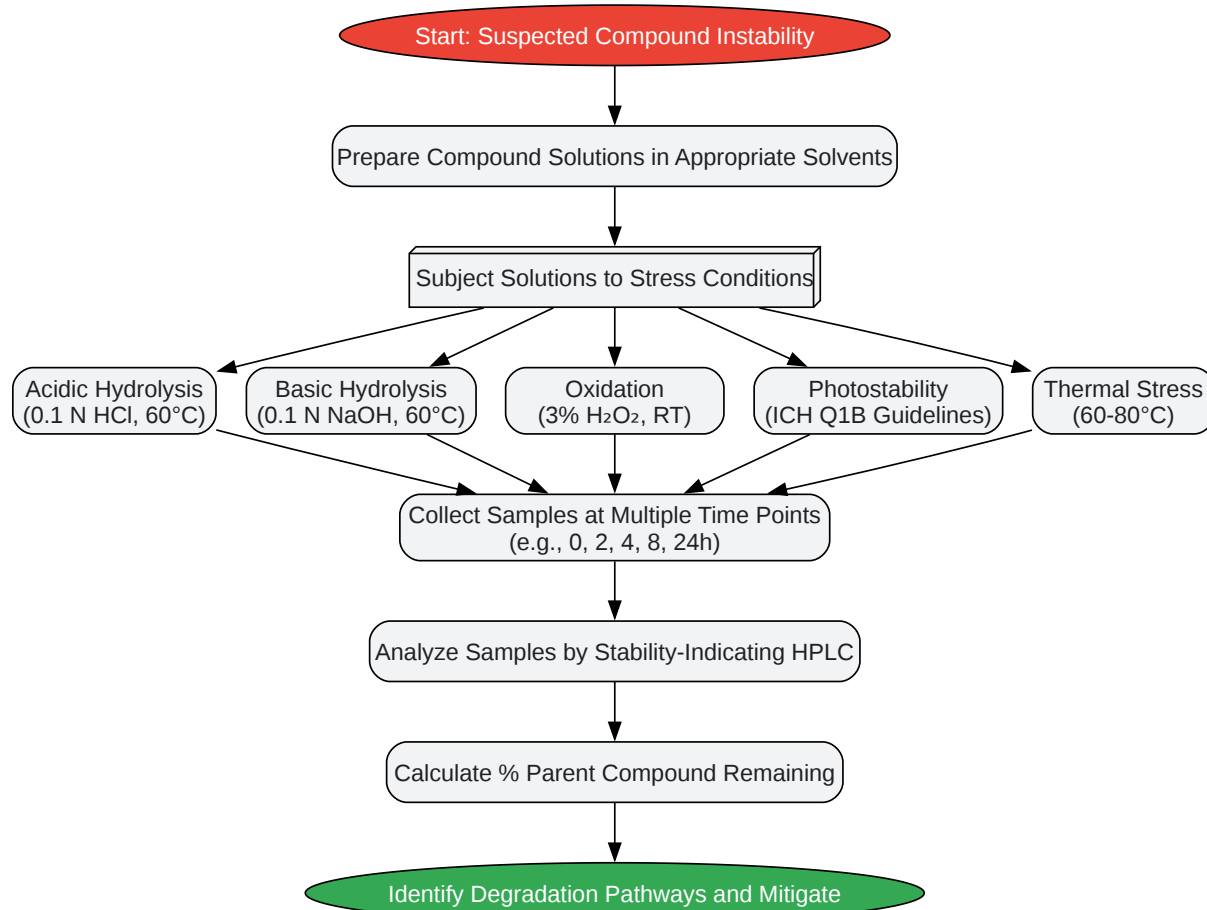 Start: Suspected Compound Instability
Prepare Compound Solutions in Appropriate Solvents
Subject Solutions to Stress Conditions
Acidic Hydrolysis
(0.1 N HCl, 60°C)
Basic Hydrolysis
(0.1 N NaOH, 60°C)
Oxidation
(3% H₂O₂, RT)
Photostability
(ICH Q1B Guidelines)
Thermal Stress
(60-80°C)
Collect Samples at Multiple Time Points
(e.g., 0, 2, 4, 8, 24h)
Analyze Samples by Stability-Indicating HPLC
Calculate % Parent Compound Remaining
Identify Degradation Pathways and Mitigate